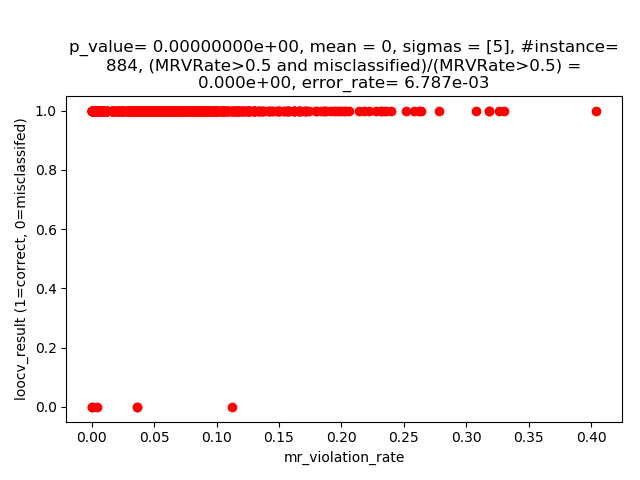 p_value= 0.00000000e+00, mean = 0, sigmas = [5], #instance=
884, (MRVRate>0.5 and misclassified)/(MRVRate>0.5) =
0.000e+00, error_rate= 6.787e-03
loocv_result (1=correct, 0=misclassifed)
1.0
0.8
0.6
0.4
0.2
0.0
0.00 0.05 0.10 0.15 0.20 0.25 0.30 0.35 0.40
mr_violation_rate